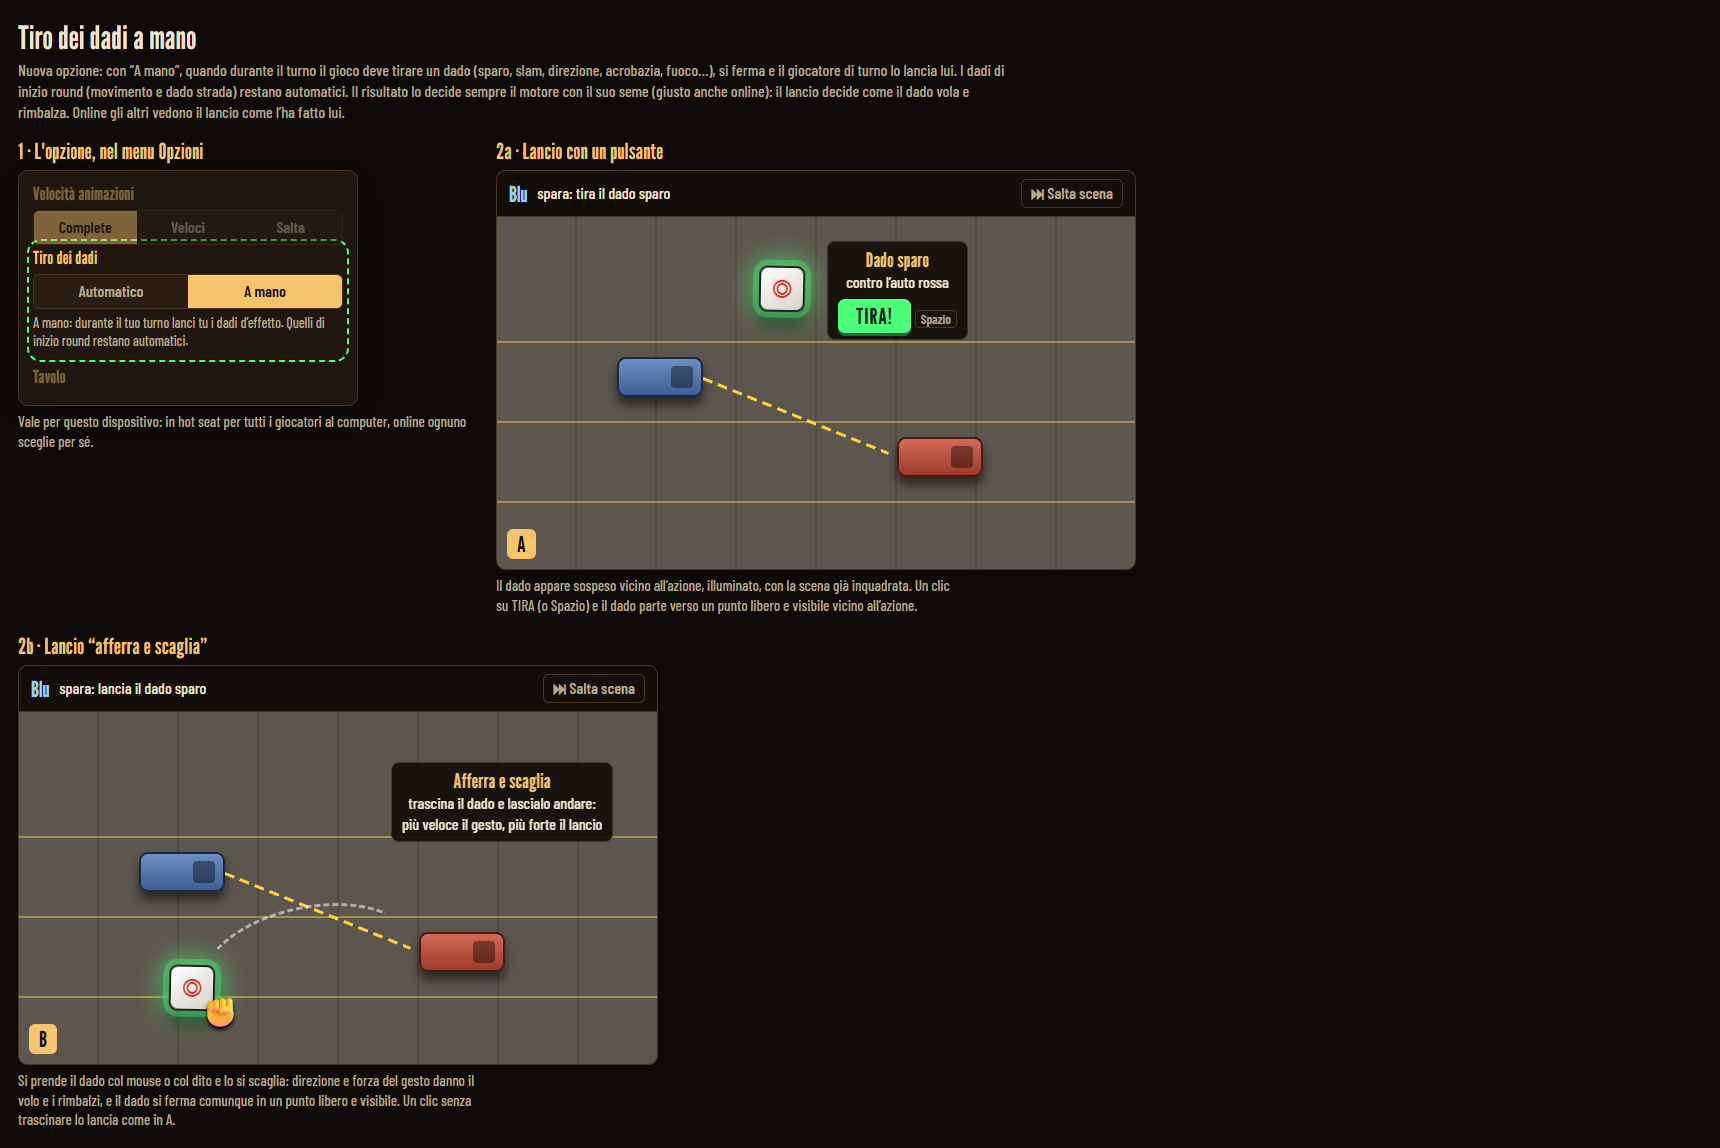 Tiro dei dadi a mano
Nuova opzione: con “A mano”, quando durante il turno il gioco deve tirare un dado (sparo, slam, direzione, acrobazia, fuoco…), si ferma e il giocatore di turno lo lancia lui. I dadi di
inizio round (movimento e dado strada) restano automatici. Il risultato lo decide sempre il motore con il suo seme (giusto anche online): il lancio decide come il dado vola e
rimbalza. Online gli altri vedono il lancio come l’ha fatto lui.
1 · L'opzione, nel menu Opzioni
Velocità animazioni
Complete Veloci Salta
Tiro dei dadi
Automatico A mano
A mano: durante il tuo turno lanci tu i dadi d’effetto. Quelli di
inizio round restano automatici.
Tavolo
Vale per questo dispositivo: in hot seat per tutti i giocatori al computer, online ognuno
sceglie per sé.
2a · Lancio con un pulsante
Blu spara: tira il dado sparo
Salta scena
Dado sparo
contro l’auto rossa
TIRA! Spazio
A
Il dado appare sospeso vicino all’azione, illuminato, con la scena già inquadrata. Un clic
su TIRA (o Spazio) e il dado parte verso un punto libero e visibile vicino all’azione.
2b · Lancio “afferra e scaglia”
Blu spara: lancia il dado sparo
Salta scena
Afferra e scaglia
trascina il dado e lascialo andare:
più veloce il gesto, più forte il lancio
B
Si prende il dado col mouse o col dito e lo si scaglia: direzione e forza del gesto danno il
volo e i rimbalzi, e il dado si ferma comunque in un punto libero e visibile. Un clic senza
trascinare lo lancia come in A.